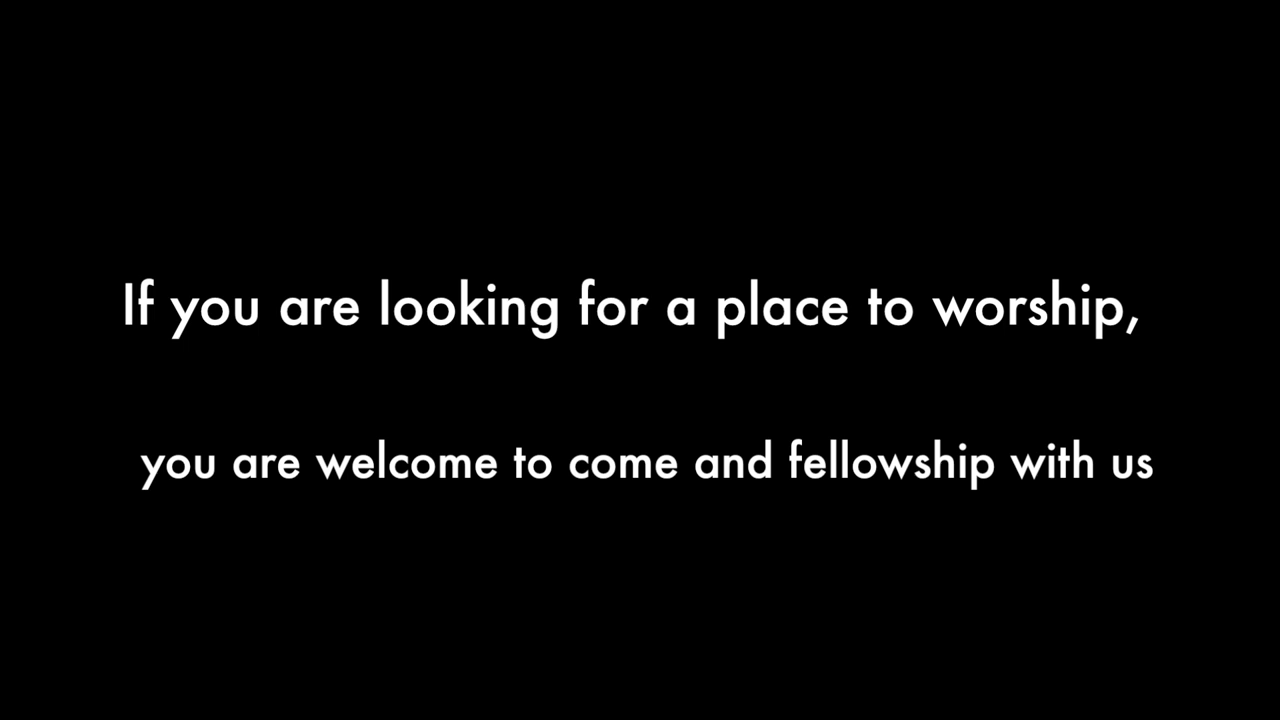 If you are looking for a place to worship,
you are welcome to come and fellowship with us